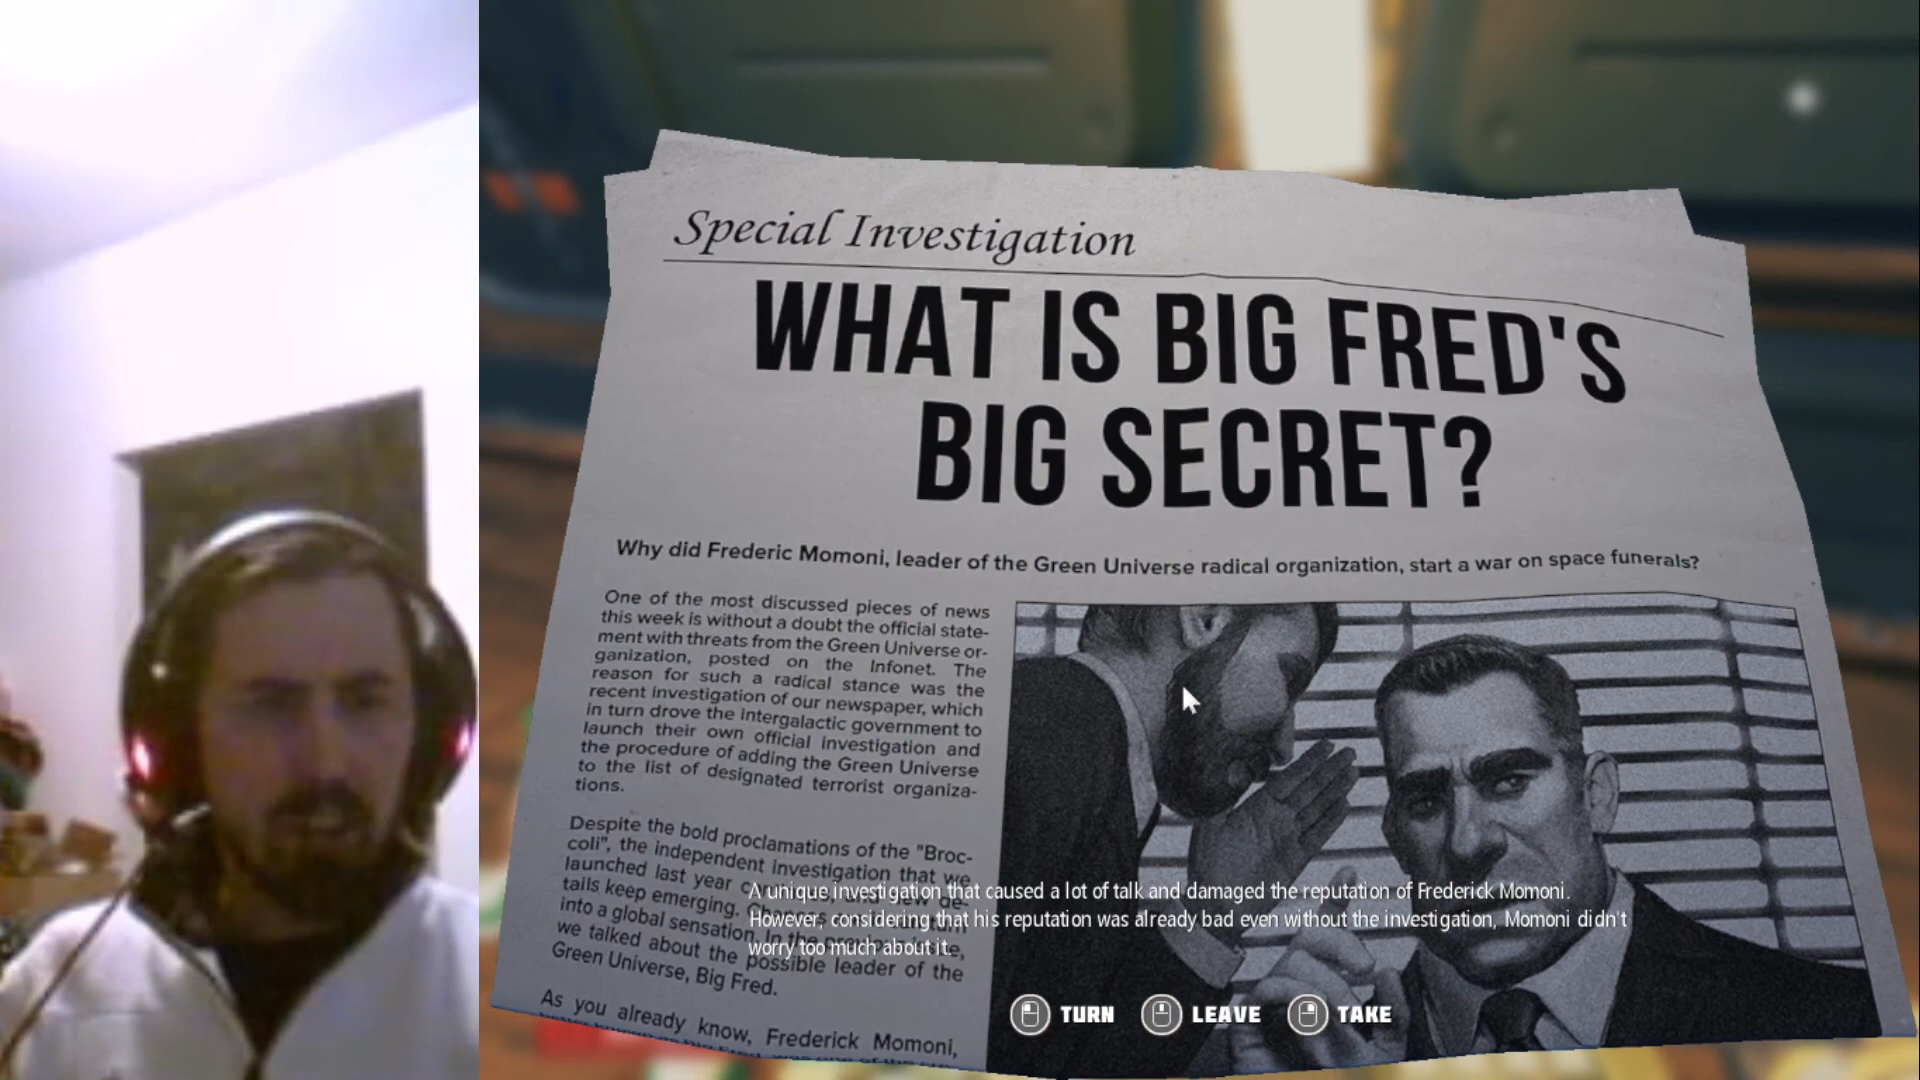 Special Investigation
WHAT IS BIG FRED'S
BIG SECRET?
Why did Frederic Momoni, leader of the Green Universe radical organization, start a war on space funerals?
One of the most discussed pieces of news
this week is without a doubt the official state-
ment with threats from the Green Universe or-
ganization, posted on the Infonet. The
reason for such a radical stance was the
recent investigation of our newspaper, which
in turn drove the intergalactic government to
launch their own official investigation and
the procedure of adding the Green Universe
to the list of designated terrorist organiza-
tions.
Despite the bold proclamations of the "Broc-
coli", the independent investigation that we
launched last year
tails keep emerging.
into a global sensation.
we talked about the possible leader of the
Green Universe, Big Fred.
As you already know, Frederick Momoni,
A unique investigation that caused a lot of talk and damaged the reputation of Frederick Momoni.
However, considering that his reputation was already bad even without the investigation, Momoni didn't
worry too much about it.
TURN LEAVE TAKE